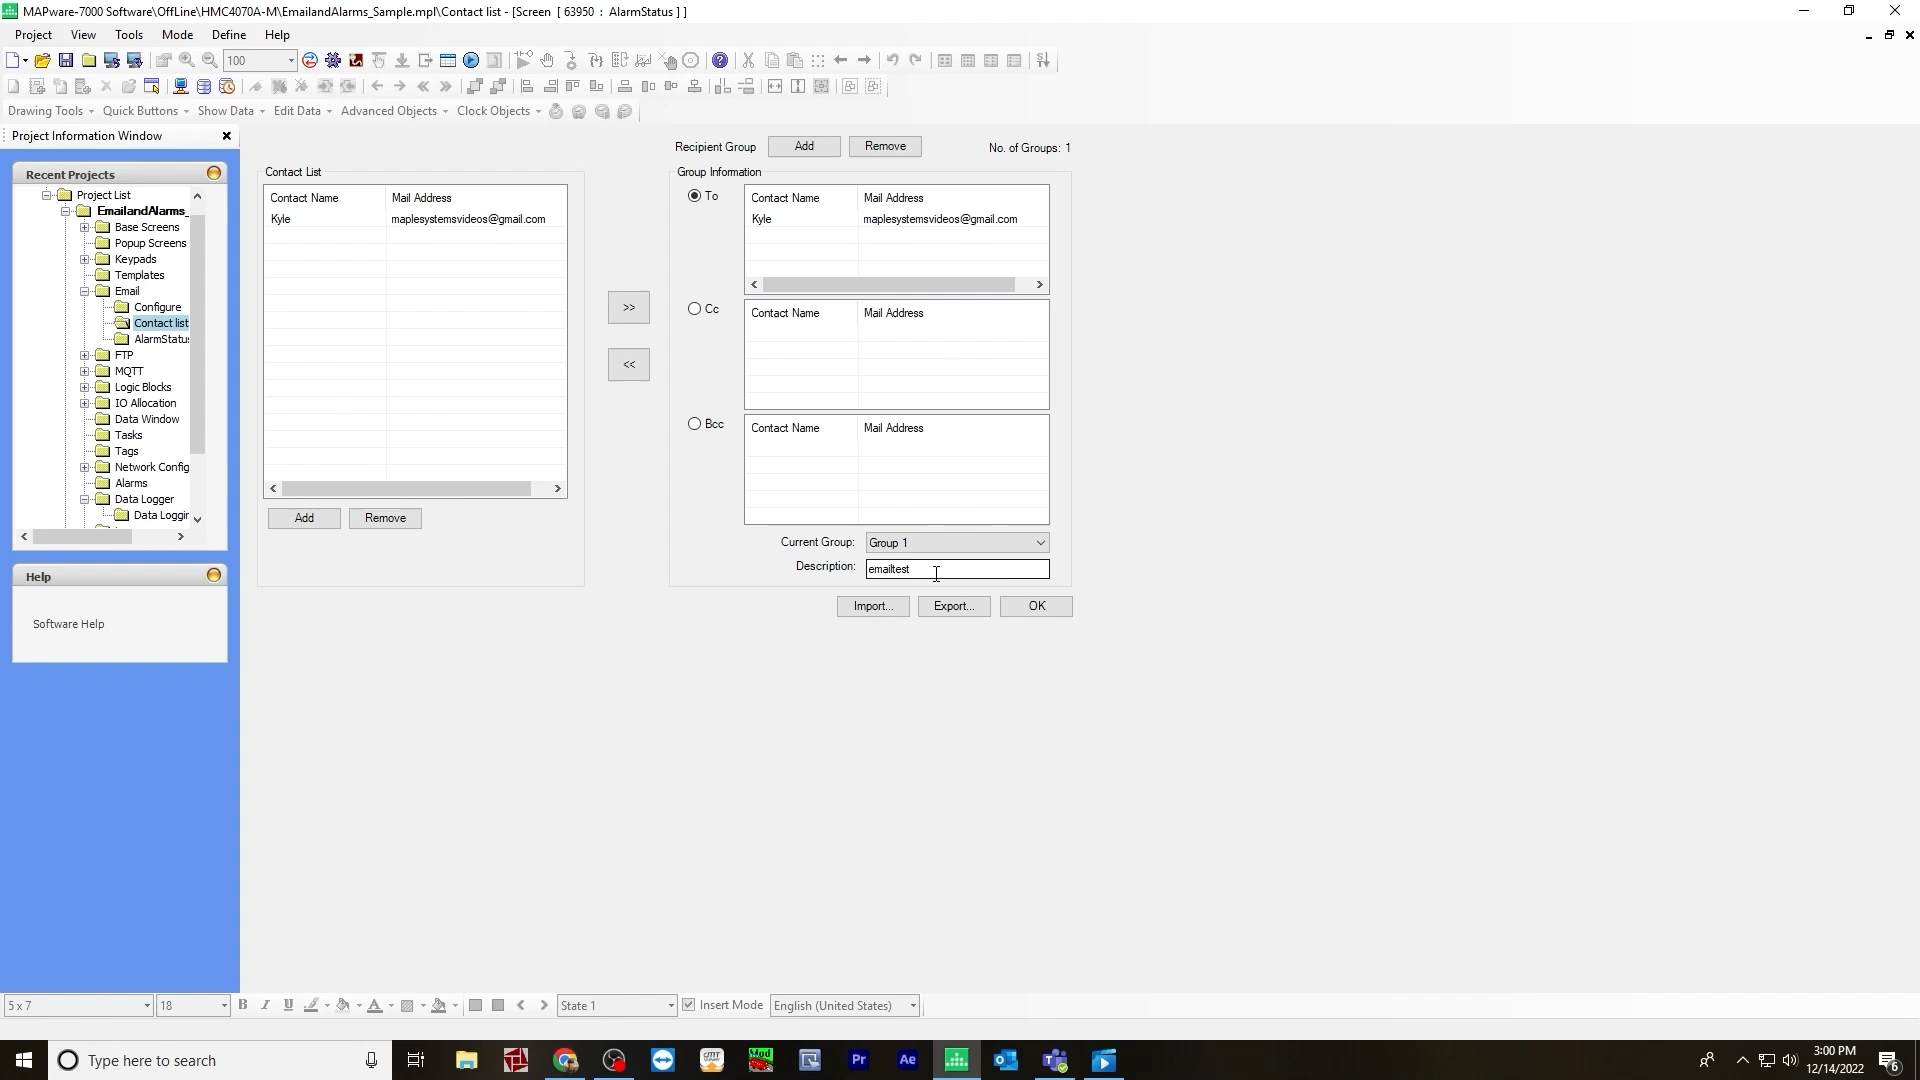 MAPware-7000 Software\OffLine\HMC4070A-M\EmailandAlarms_Sample.mpl\Contact list - [Screen [ 63950 : AlarmStatus ] ]
Project View Tools Mode Define Help
100
Drawing Tools Quick Buttons Show Data Edit Data Advanced Objects Clock Objects
Project Information Window
Recent Projects
Project List
EmailandAlarms_
Base Screens
Popup Screens
Keypads
Templates
Email
Configure
Contact list
AlarmStatus
FTP
MQTT
Logic Blocks
IO Allocation
Data Window
Tasks
Tags
Network Config
Alarms
Data Logger
Data Loggin
Help
Software Help
Recipient Group Add Remove No. of Groups: 1
Contact List
Contact Name Mail Address
Kyle maplesystemsvideos@gmail.com
Add Remove
>>
<<
Group Information
To
Contact Name Mail Address
Kyle maplesystemsvideos@gmail.com
Cc
Contact Name Mail Address
Bcc
Contact Name Mail Address
Current Group: Group 1
Description: emailtest
Import... Export... OK
5 x 7 18 B I U A State 1 Insert Mode English (United States)
Type here to search
Pr Ae
3:00 PM
12/14/2022
6